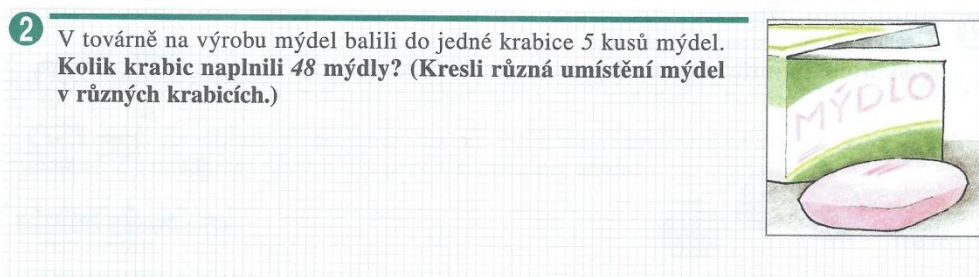 2
V továrně na výrobu mýdel balili do jedné krabice 5 kusů mýdel.
Kolik krabic naplnili 48 mýdly? (Kresli různá umístění mýdel
v různých krabicích.)
MÝDLO